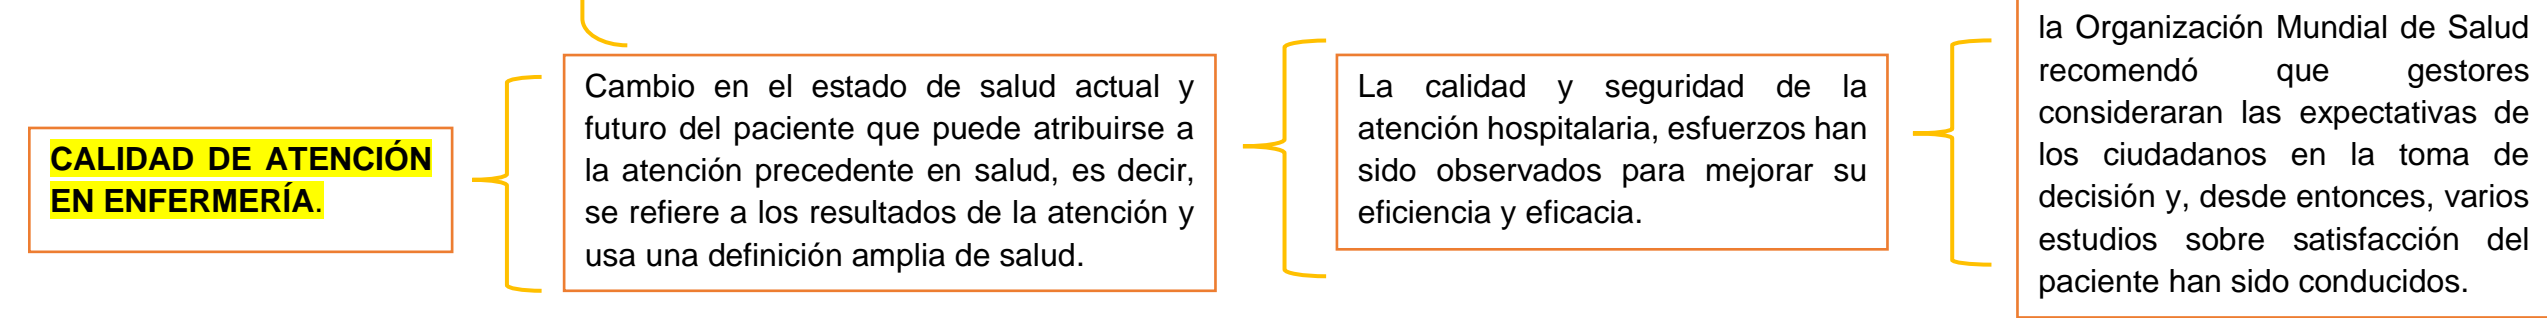 CALIDAD DE ATENCIÓN
EN ENFERMERÍA.
Cambio en el estado de salud actual y
futuro del paciente que puede atribuirse a
la atención precedente en salud, es decir,
se refiere a los resultados de la atención y
usa una definición amplia de salud.
La calidad y seguridad de la
atención hospitalaria, esfuerzos han
sido observados para mejorar su
eficiencia y eficacia.
la Organización Mundial de Salud
recomendó que gestores
consideraran las expectativas de
los ciudadanos en la toma de
decisión y, desde entonces, varios
estudios sobre satisfacción del
paciente han sido conducidos.